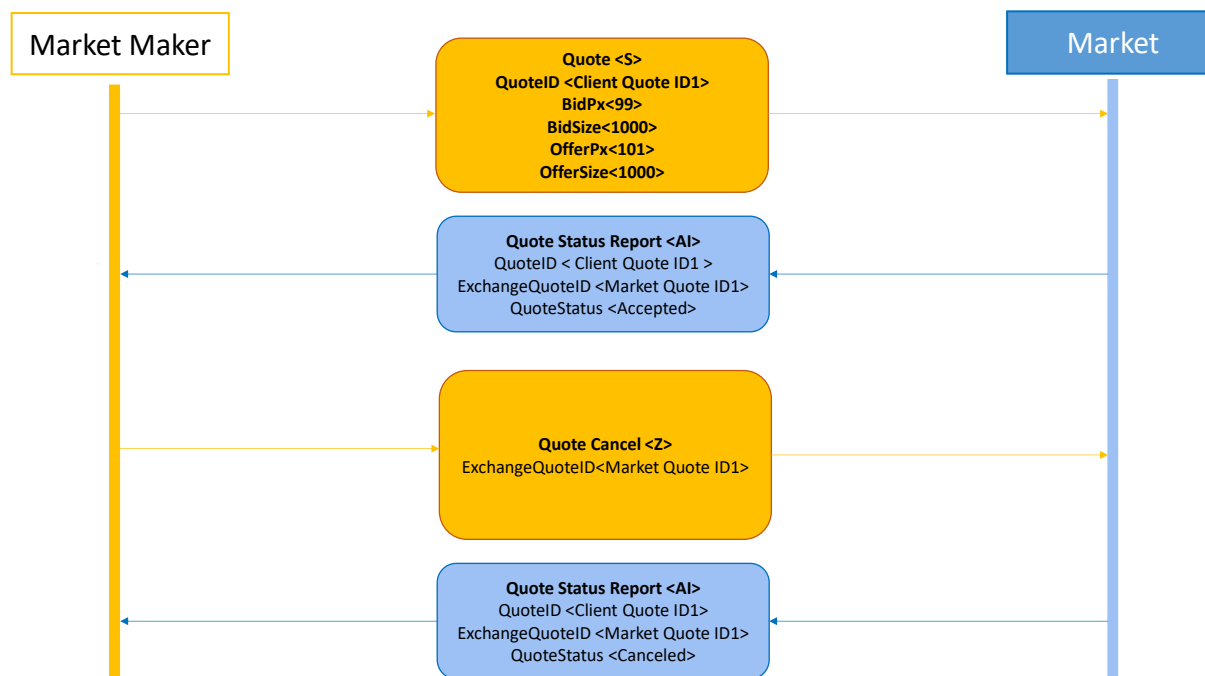 Market Maker
Market
Quote <S>
QuoteID <Client Quote ID1>
BidPx<99>
BidSize<1000>
OfferPx<101>
OfferSize<1000>
Quote Status Report <AI>
QuoteID < Client Quote ID1 >
ExchangeQuoteID <Market Quote ID1>
QuoteStatus <Accepted>
Quote Cancel <Z>
ExchangeQuoteID<Market Quote ID1>
Quote Status Report <AI>
QuoteID <Client Quote ID1>
ExchangeQuoteID <Market Quote ID1>
QuoteStatus <Canceled>